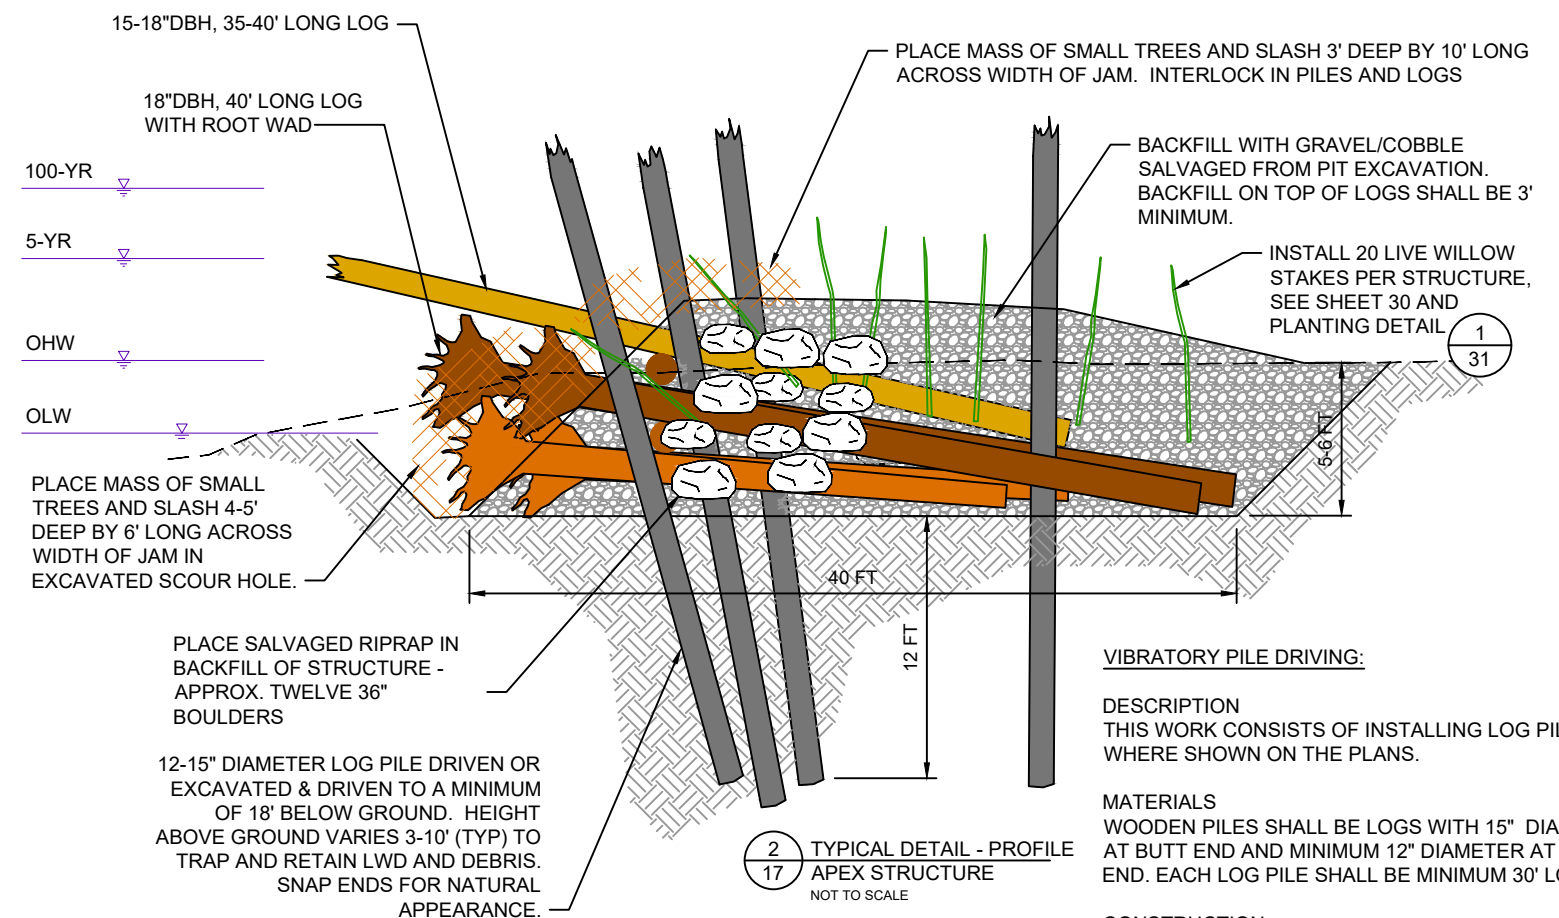 15-18"DBH, 35-40' LONG LOG
18"DBH, 40' LONG LOG
WITH ROOT WAD
100-YR
5-YR
OHW
OLW
PLACE MASS OF SMALL TREES AND SLASH 3' DEEP BY 10' LONG
ACROSS WIDTH OF JAM. INTERLOCK IN PILES AND LOGS
BACKFILL WITH GRAVEL/COBBLE
SALVAGED FROM PIT EXCAVATION.
BACKFILL ON TOP OF LOGS SHALL BE 3'
MINIMUM.
INSTALL 20 LIVE WILLOW
STAKES PER STRUCTURE,
SEE SHEET 30 AND
PLANTING DETAIL
1
31
5-6 FT
40 FT
12 FT
PLACE MASS OF SMALL
TREES AND SLASH 4-5'
DEEP BY 6' LONG ACROSS
WIDTH OF JAM IN
EXCAVATED SCOUR HOLE.
PLACE SALVAGED RIPRAP IN
BACKFILL OF STRUCTURE -
APPROX. TWELVE 36"
BOULDERS
12-15" DIAMETER LOG PILE DRIVEN OR
EXCAVATED & DRIVEN TO A MINIMUM
OF 18' BELOW GROUND. HEIGHT
ABOVE GROUND VARIES 3-10' (TYP) TO
TRAP AND RETAIN LWD AND DEBRIS.
SNAP ENDS FOR NATURAL
APPEARANCE.
2
17
TYPICAL DETAIL - PROFILE
APEX STRUCTURE
NOT TO SCALE
VIBRATORY PILE DRIVING:
DESCRIPTION
THIS WORK CONSISTS OF INSTALLING LOG
WHERE SHOWN ON THE PLANS.
MATERIALS
WOODEN PILES SHALL BE LOGS WITH 15"
AT BUTT END AND MINIMUM 12" DIAMETER AT
END. EACH LOG PILE SHALL BE MINIMUM 30'